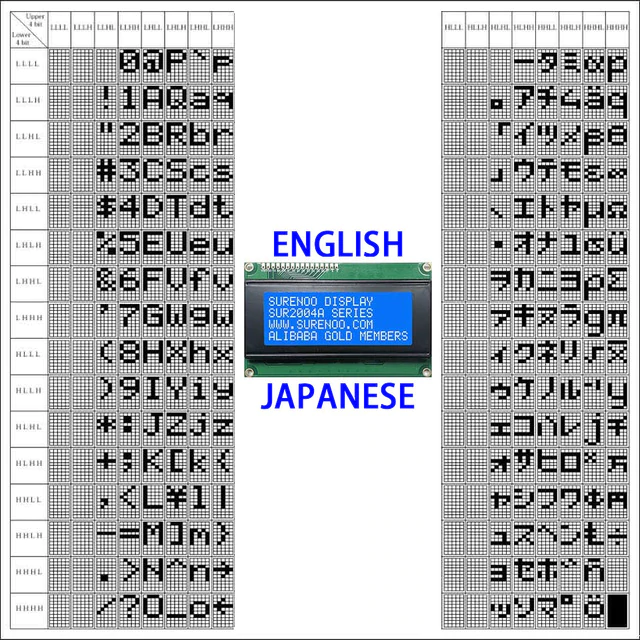 Upper
4 bit
Lower
4 bit
LLLL LLLH LLHL LLHH LHLL LHLH LHHL LHHH
LLLL 0 @ P ` p
LLLH ! 1 A Q a q
LLHL " 2 B R b r
LLHH # 3 C S c s
LHLL $ 4 D T d t
LHLH % 5 E U e u
LHHL & 6 F V f v
LHHH ' 7 G W g w
HLLL ( 8 H X h x
HLLH ) 9 I Y i y
HLHL * : J Z j z
HLHH + ; K [ k {
HHLL , < L ¥ l |
HHLH - = M ] m }
HHHL . > N ^ n →
HHHH / ? O _ o ←
ENGLISH
SURENOO DISPLAY
SUR2004A SERIES
WWW.SURENOO.COM
ALIBABA GOLD MEMBERS
JAPANESE
HLLL HLLH HLHL HLHH HHLL HHLH HHHL HHHH
ー タ ミ α p
。 ア チ ム ä q
「 イ ツ メ β θ
」 ウ テ モ ε ∞
、 エ ト ヤ μ Ω
・ オ ナ ユ σ ü
ヲ カ ニ ヨ ρ Σ
ァ キ ヌ ラ g π
ィ ク ネ リ √ x̄
ゥ ケ ノ ル ⁻¹ y
ェ コ ハ レ j 千
ォ サ ヒ ロ ˣ 万
ャ シ フ ワ ¢ 円
ュ ス ヘ ン £ ÷
ョ セ ホ ゛ ñ
ッ ソ マ ゜ ö █